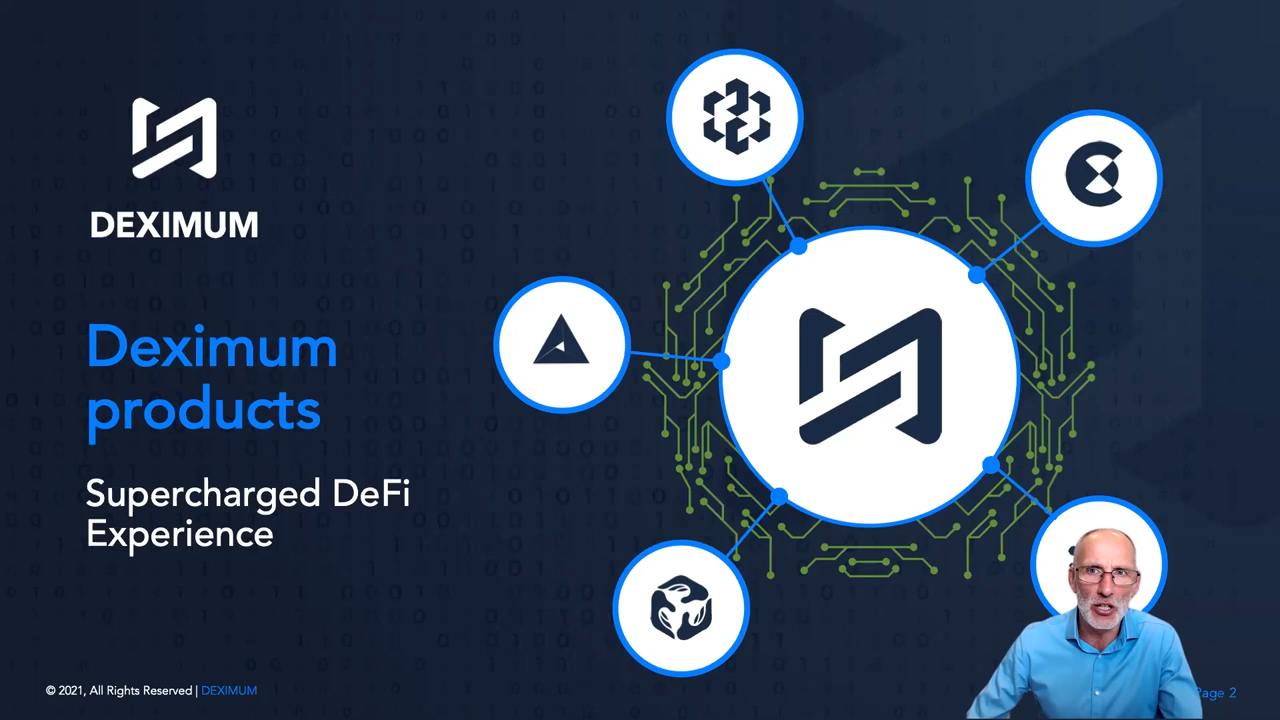 DEXIMUM
Deximum
products
Supercharged DeFi
Experience
© 2021, All Rights Reserved | DEXIMUM
Page 2